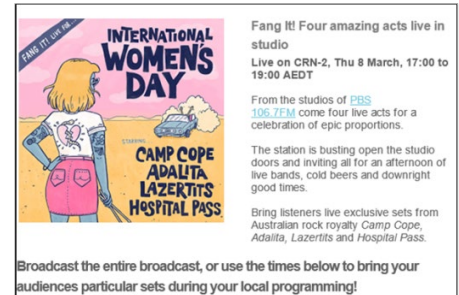 FANG IT! LIVE FOR...
INTERNATIONAL
WOMEN'S
DAY
STARRING
CAMP COPE
ADALITA
LAZERTITS
HOSPITAL PASS
Fang It! Four amazing acts live in
studio
Live on CRN-2, Thu 8 March, 17:00 to
19:00 AEDT
From the studios of PBS
106.7FM come four live acts for a
celebration of epic proportions.
The station is busting open the studio
doors and inviting all for an afternoon of
live bands, cold beers and downright
good times.
Bring listeners live exclusive sets from
Australian rock royalty Camp Cope,
Adalita, Lazertits and Hospital Pass.
Broadcast the entire broadcast, or use the times below to bring your
audiences particular sets during your local programming!